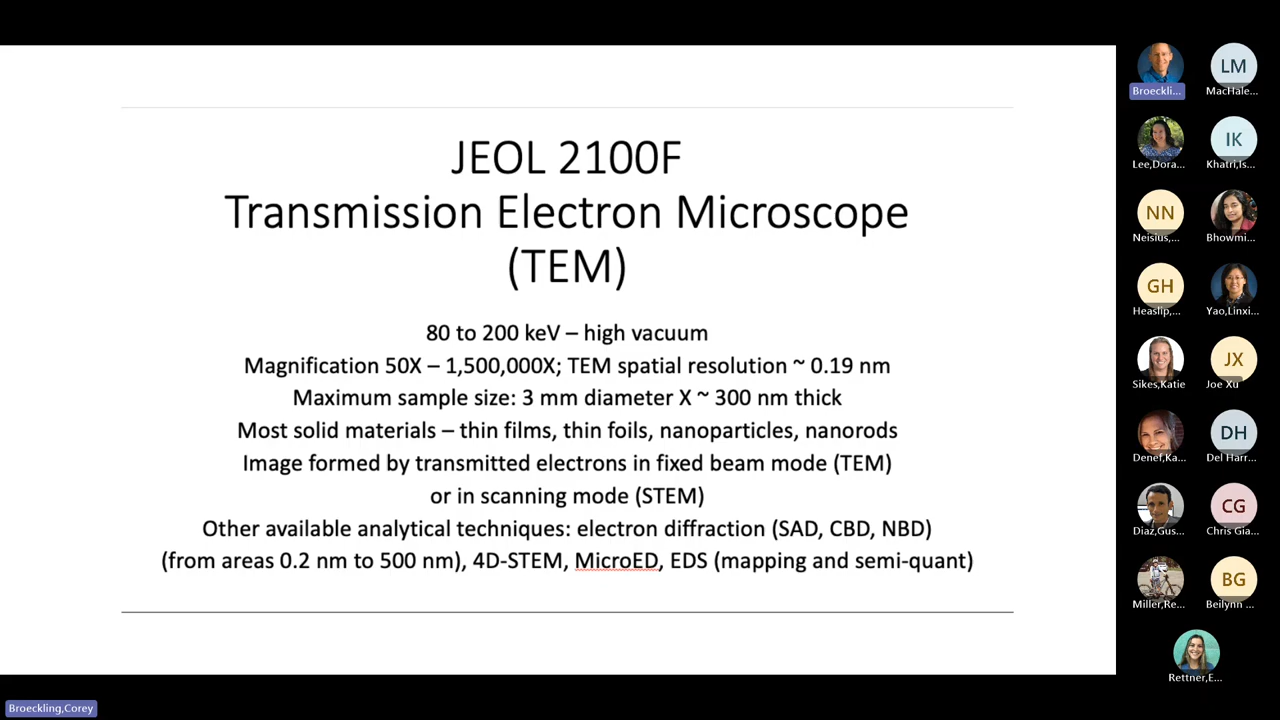 JEOL 2100F
Transmission Electron Microscope
(TEM)
80 to 200 keV – high vacuum
Magnification 50X – 1,500,000X; TEM spatial resolution ~ 0.19 nm
Maximum sample size: 3 mm diameter X ~ 300 nm thick
Most solid materials – thin films, thin foils, nanoparticles, nanorods
Image formed by transmitted electrons in fixed beam mode (TEM)
or in scanning mode (STEM)
Other available analytical techniques: electron diffraction (SAD, CBD, NBD)
(from areas 0.2 nm to 500 nm), 4D-STEM, MicroED, EDS (mapping and semi-quant)
Broeckli...
LM
MacHale...
Lee,Dora...
IK
Khatri,Is...
NN
Neisius,...
Bhowmi...
GH
Heaslip,...
Yao,Linxi...
Sikes,Katie
JX
Joe Xu
Denef,Ka...
DH
Del Harr...
Diaz,Gus...
CG
Chris Gia...
Miller,Re...
BG
Beilynn ...
Rettner,E...
Broeckling,Corey